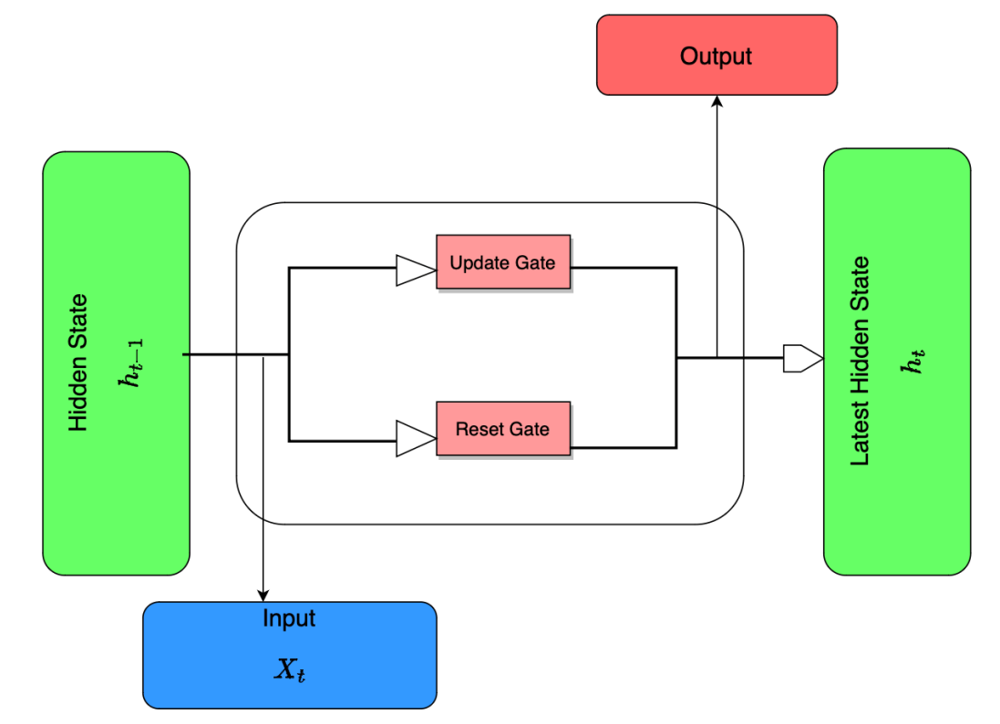 Output
Hidden State
h_{t-1}
Update Gate
Reset Gate
Latest Hidden State
h_t
Input
X_t